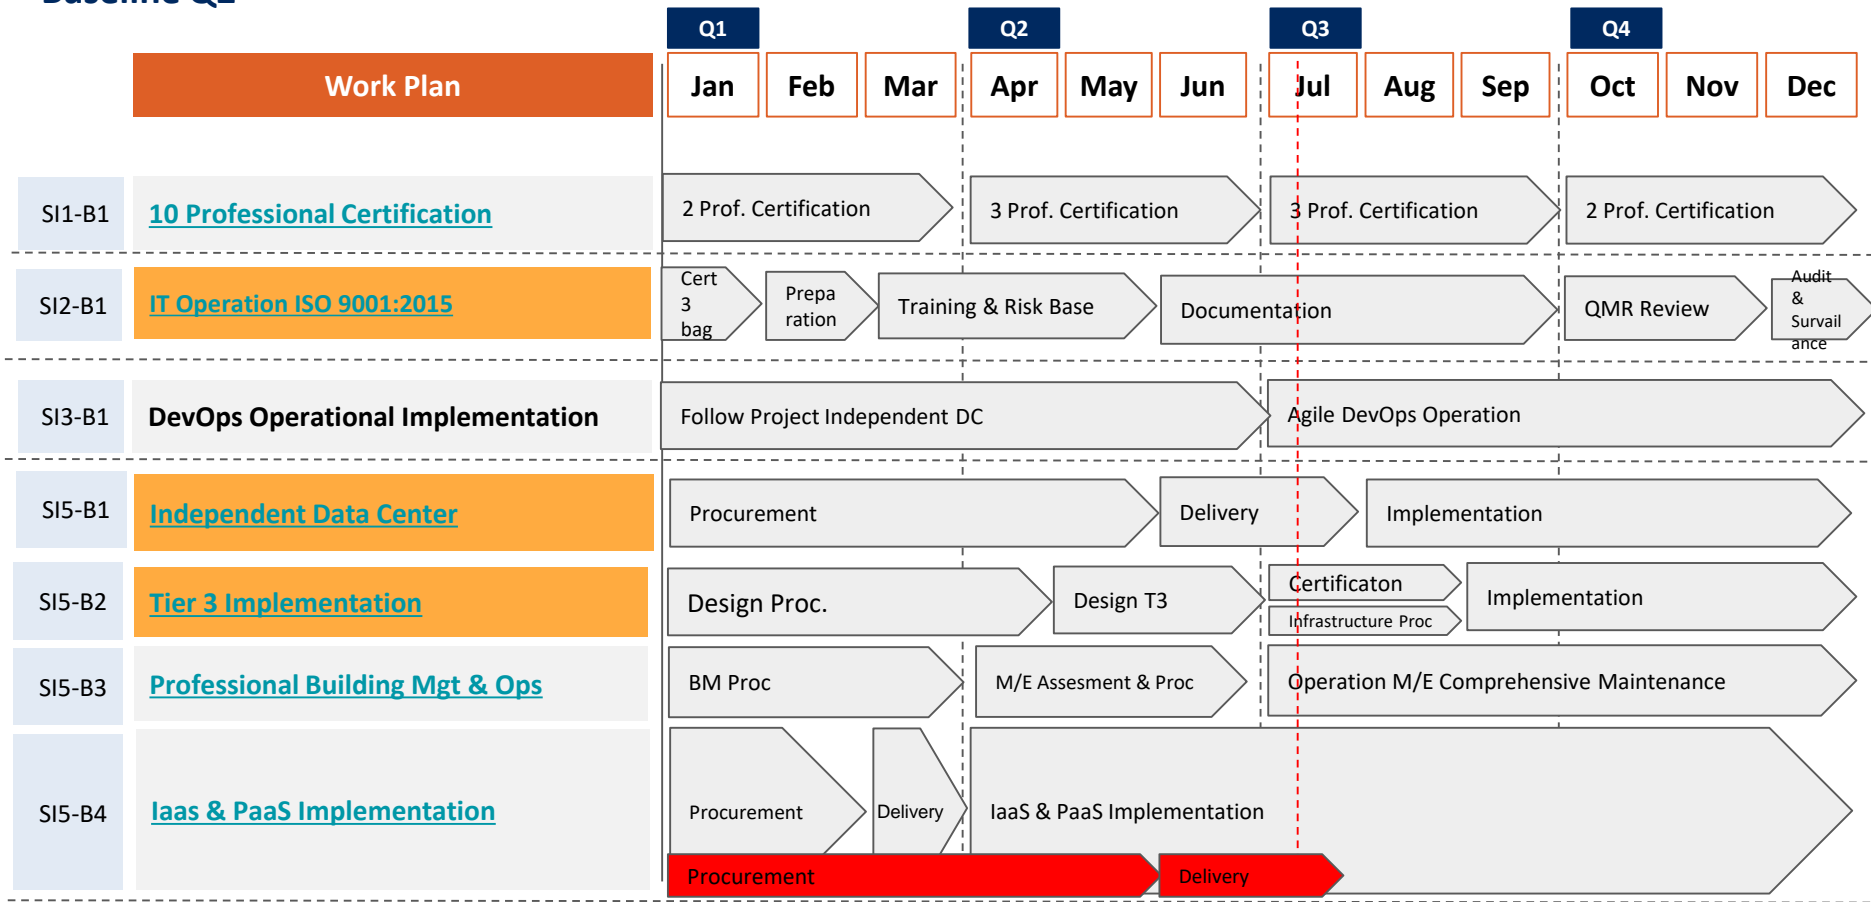 Baseline Q2
Q1
Q2
Q3
Q4
Work Plan
Jan
Feb
Mar
Apr
May
Jun
Jul
Aug
Sep
Oct
Nov
Dec
SI1-B1
10 Professional Certification
2 Prof. Certification
3 Prof. Certification
3 Prof. Certification
2 Prof. Certification
SI2-B1
IT Operation ISO 9001:2015
Cert
3
bag
Prepa
ration
Training & Risk Base
Documentation
QMR Review
Audit
&
Survail
ance
SI3-B1
DevOps Operational Implementation
Follow Project Independent DC
Agile DevOps Operation
SI5-B1
Independent Data Center
Procurement
Delivery
Implementation
SI5-B2
Tier 3 Implementation
Design Proc.
Design T3
Certificaton
Infrastructure Proc
Implementation
SI5-B3
Professional Building Mgt & Ops
BM Proc
M/E Assesment & Proc
Operation M/E Comprehensive Maintenance
SI5-B4
Iaas & PaaS Implementation
Procurement
Delivery
IaaS & PaaS Implementation
Procurement
Delivery